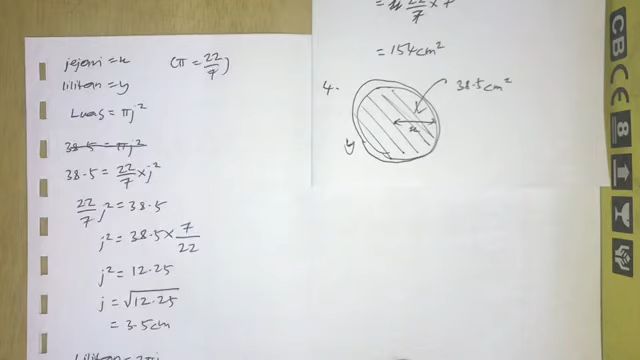 jejari = x (π = 22/7)
lilitan = y
Luas = πj²
38.5 = πj²
38.5 = 22/7 × j²
22/7 j² = 38.5
j² = 38.5 × 7/22
j² = 12.25
j = √12.25
= 3.5cm
= 154cm²
4.
38.5cm²
x
y
CB